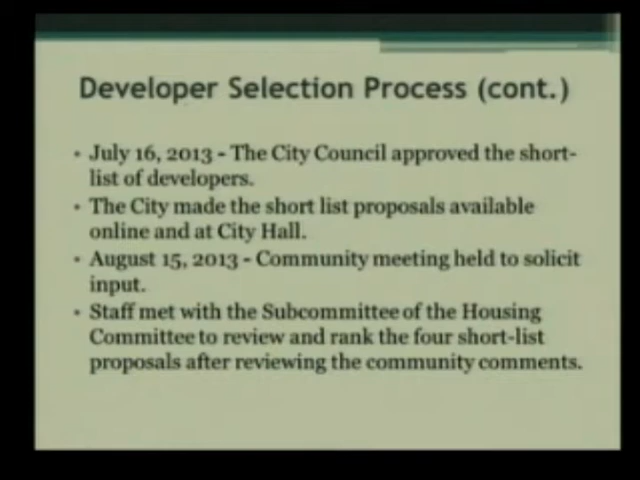 Developer Selection Process (cont.)
• July 16, 2013 - The City Council approved the short-
list of developers.
• The City made the short list proposals available
online and at City Hall.
• August 15, 2013 - Community meeting held to solicit
input.
• Staff met with the Subcommittee of the Housing
Committee to review and rank the four short-list
proposals after reviewing the community comments.